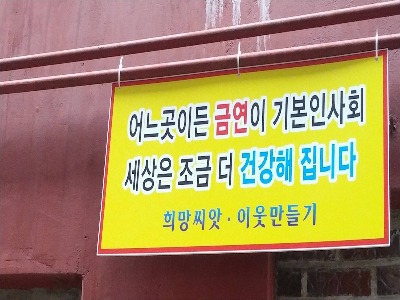 어느곳이든 금연이 기본인사회
세상은 조금 더 건강해 집니다
희망씨앗 · 이웃만들기